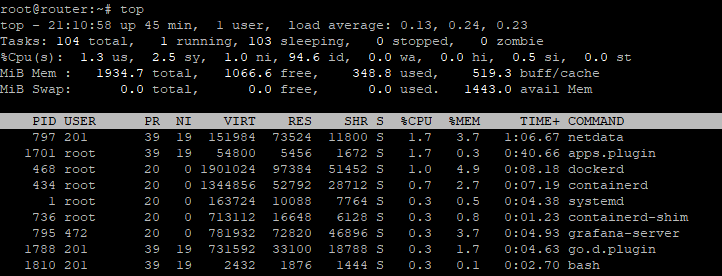 root@router:~# top
top - 21:10:58 up 45 min,  1 user,  load average: 0.13, 0.24, 0.23
Tasks: 104 total,   1 running, 103 sleeping,   0 stopped,   0 zombie
%Cpu(s):  1.3 us,  2.5 sy,  1.0 ni, 94.6 id,  0.0 wa,  0.0 hi,  0.5 si,  0.0 st
MiB Mem :   1934.7 total,   1066.6 free,    348.8 used,    519.3 buff/cache
MiB Swap:      0.0 total,      0.0 free,      0.0 used.   1443.0 avail Mem
PID USER      PR  NI    VIRT    RES    SHR S  %CPU  %MEM     TIME+ COMMAND
797 201       39  19  151984  73524  11800 S   1.7   3.7   1:06.67 netdata
1701 root      39  19   54800   5456   1672 S   1.7   0.3   0:40.66 apps.plugin
468 root      20   0 1901024  97384  51452 S   1.0   4.9   0:08.18 dockerd
434 root      20   0 1344856  52792  28712 S   0.7   2.7   0:07.19 containerd
1 root      20   0  163724  10088   7764 S   0.3   0.5   0:04.38 systemd
736 root      20   0  713112  16648   6128 S   0.3   0.8   0:01.23 containerd-shim
795 472       20   0  781932  72820  46896 S   0.3   3.7   0:04.93 grafana-server
1788 201       39  19  731592  33100  18788 S   0.3   1.7   0:04.63 go.d.plugin
1810 201       39  19    2432   1876   1444 S   0.3   0.1   0:02.70 bash